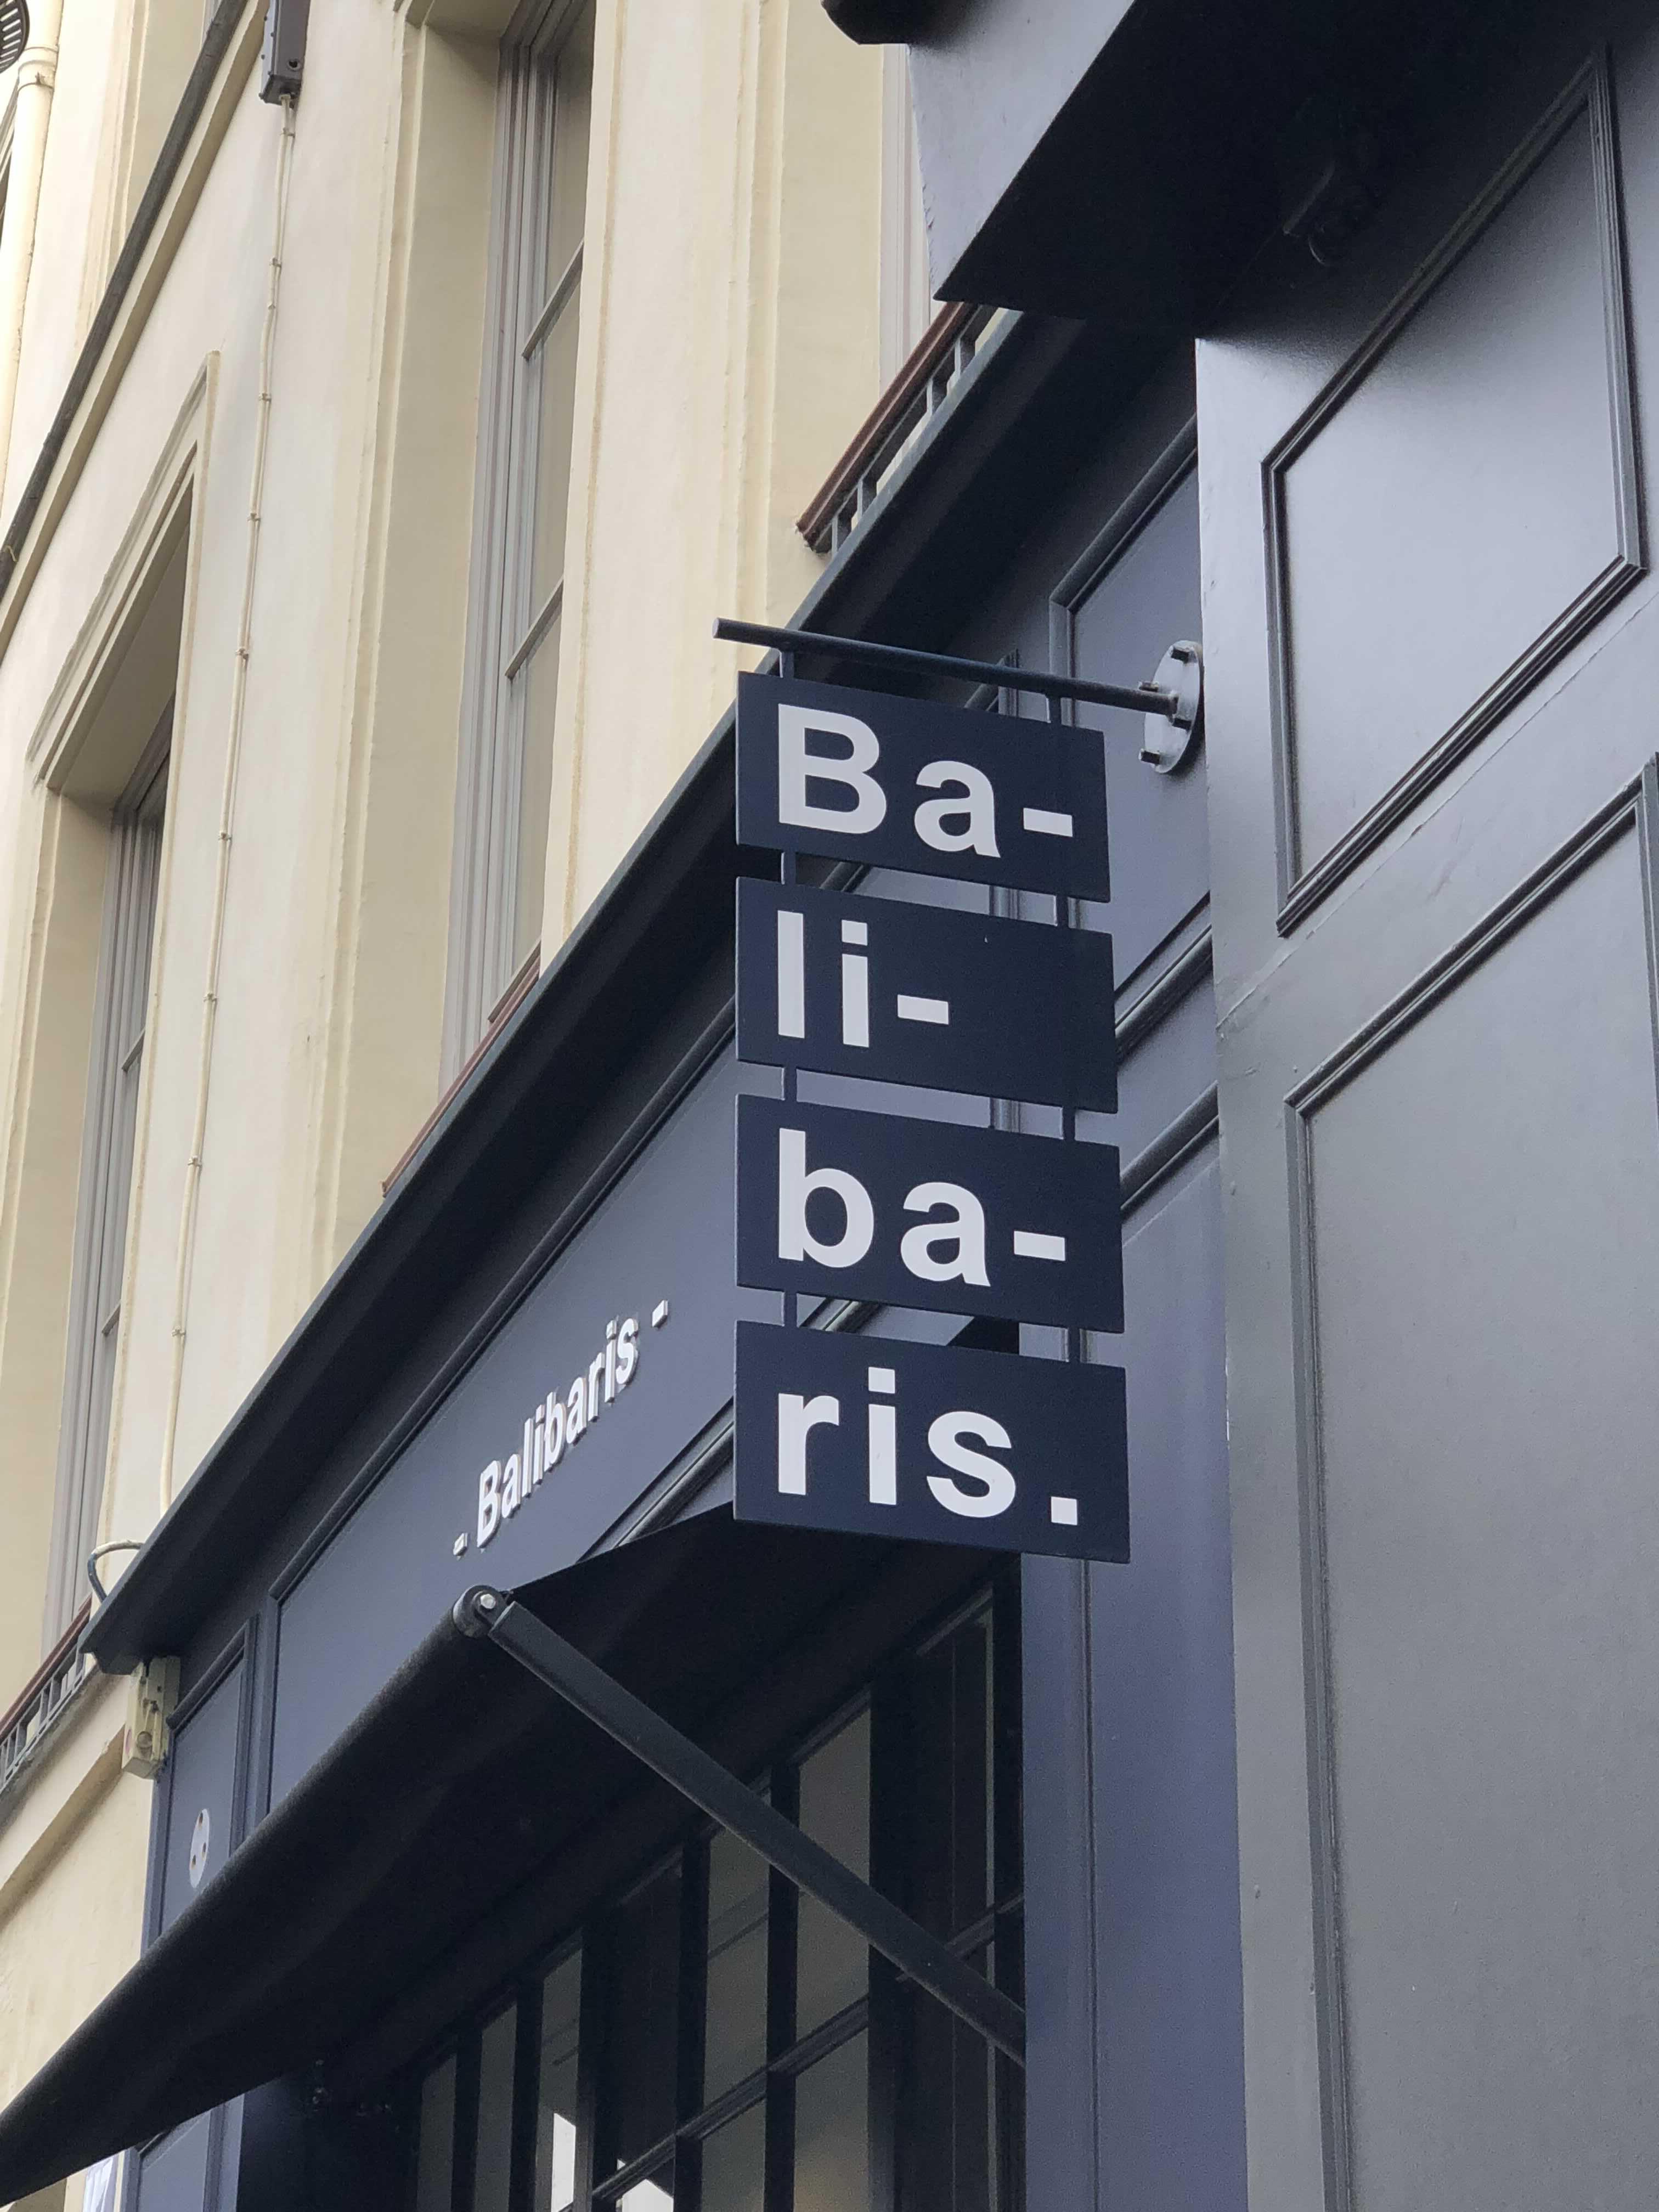 Ba-
li-
ba-
ris.
- Balibaris -